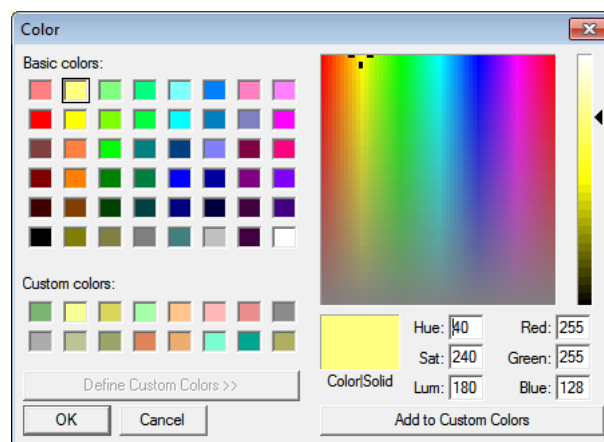 Color
Basic colors:
Custom colors:
Define Custom Colors >>
OK Cancel
Color|Solid
Hue: 40 Red: 255
Sat: 240 Green: 255
Lum: 180 Blue: 128
Add to Custom Colors